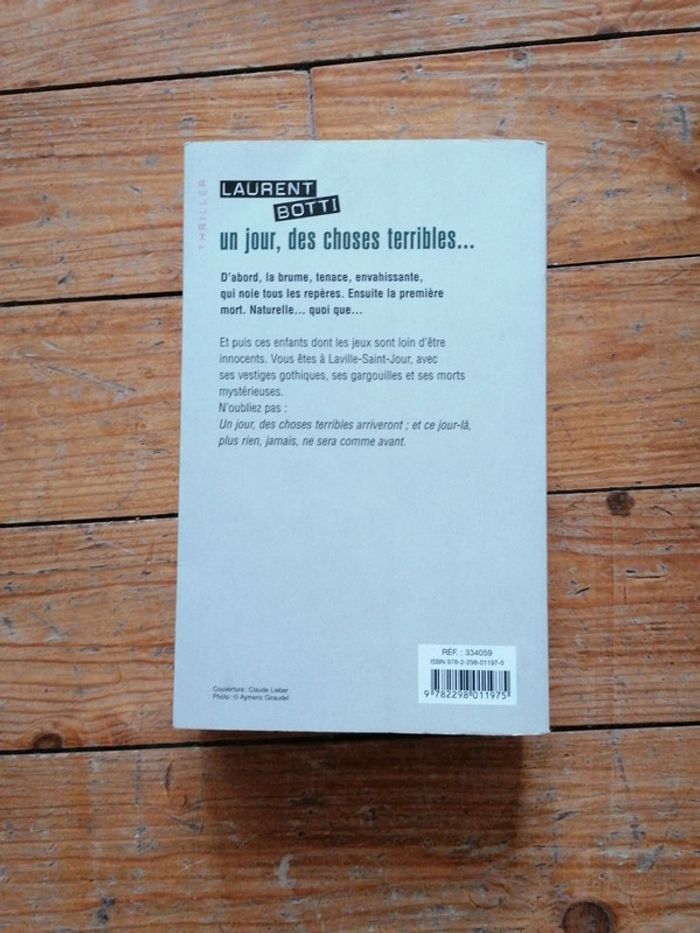 THRILLER
LAURENT
BOTTI
un jour, des choses terribles...
D'abord, la brume, tenace, envahissante,
qui noie tous les repères. Ensuite la première
mort. Naturelle... quoi que...
Et puis ces enfants dont les jeux sont loin d'être
innocents. Vous êtes à Laville-Saint-Jour, avec
ses vestiges gothiques, ses gargouilles et ses morts
mystérieuses.
N'oubliez pas :
Un jour, des choses terribles arriveront ; et ce jour-là,
plus rien, jamais, ne sera comme avant.
RÉF. : 334059
ISBN 978-2-298-01197-5
9 782298 011975
Couverture : Claude Lieber
Photo : © Aymeric Giraudel